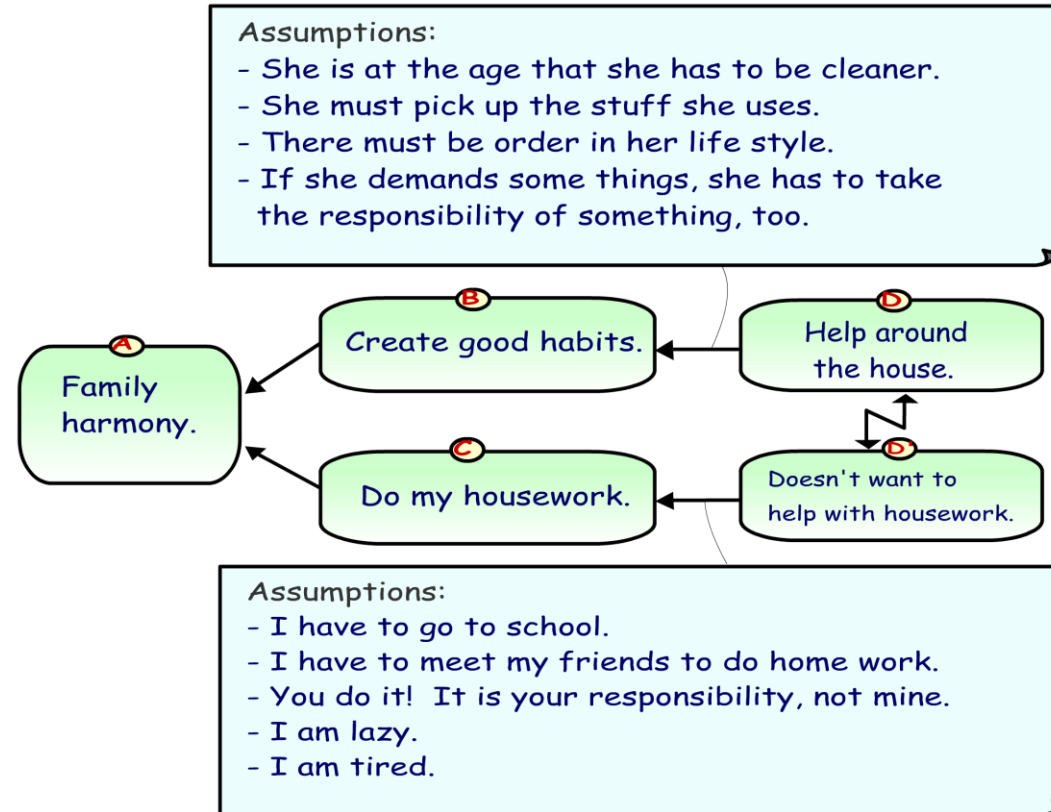 Assumptions:
- She is at the age that she has to be cleaner.
- She must pick up the stuff she uses.
- There must be order in her life style.
- If she demands some things, she has to take
the responsibility of something, too.
A
Family
harmony.
B
Create good habits.
D
Help around
the house.
C
Do my housework.
D'
Doesn't want to
help with housework.
Assumptions:
- I have to go to school.
- I have to meet my friends to do home work.
- You do it! It is your responsibility, not mine.
- I am lazy.
- I am tired.